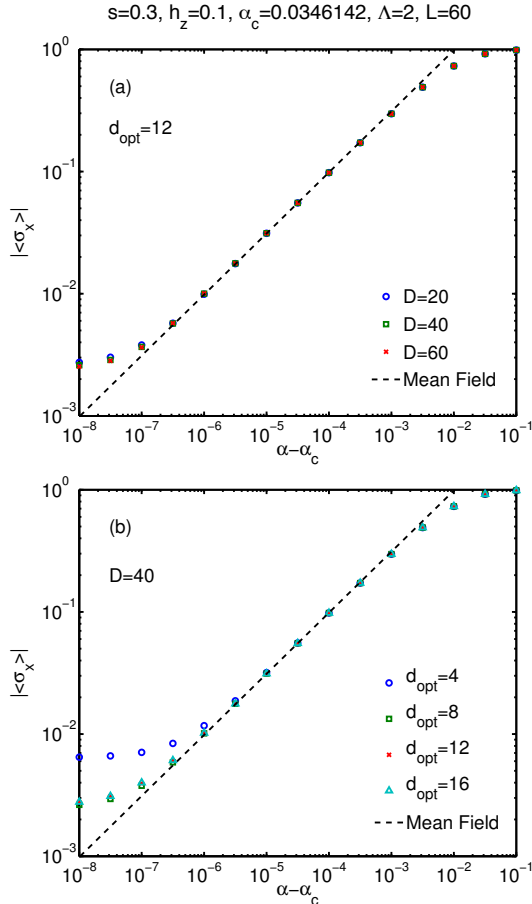 s=0.3, h_z=0.1, α_c=0.0346142, Λ=2, L=60
(a)
d_opt=12
10^0
10^-1
10^-2
10^-3
|<σ_x>|
D=20
D=40
D=60
Mean Field
10^-8 10^-7 10^-6 10^-5 10^-4 10^-3 10^-2 10^-1
α−α_c
(b)
D=40
10^0
10^-1
10^-2
10^-3
|<σ_x>|
d_opt=4
d_opt=8
d_opt=12
d_opt=16
Mean Field
10^-8 10^-7 10^-6 10^-5 10^-4 10^-3 10^-2 10^-1
α−α_c